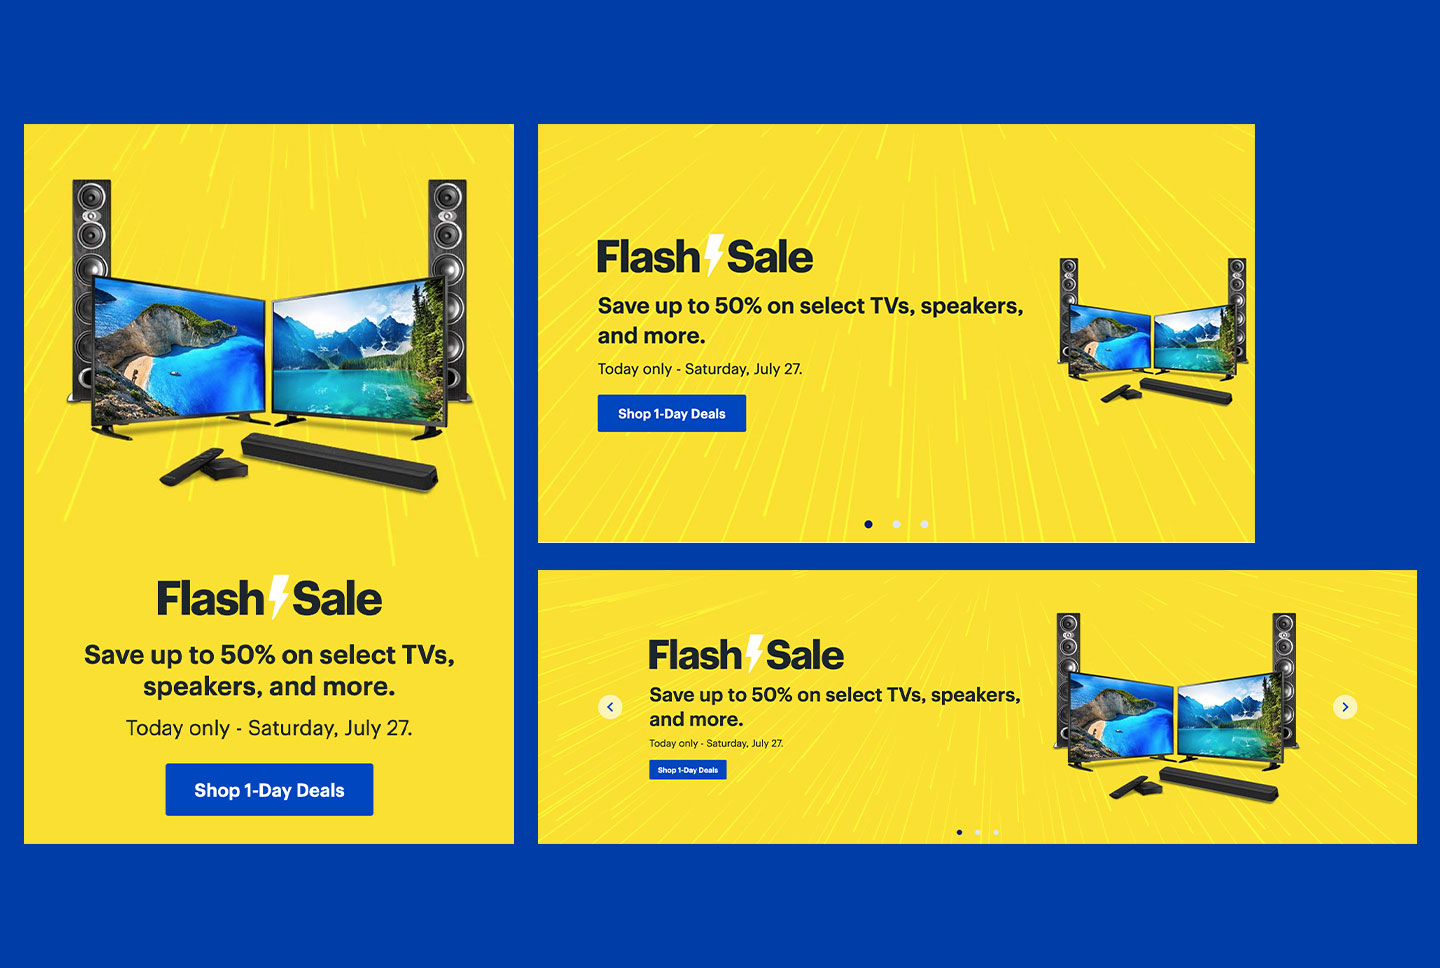 Flash Sale
Save up to 50% on select TVs,
speakers, and more.
Today only - Saturday, July 27.
Shop 1-Day Deals
Flash Sale
Save up to 50% on select TVs, speakers,
and more.
Today only - Saturday, July 27.
Shop 1-Day Deals
Flash Sale
Save up to 50% on select TVs, speakers,
and more.
Today only - Saturday, July 27.
Shop 1-Day Deals